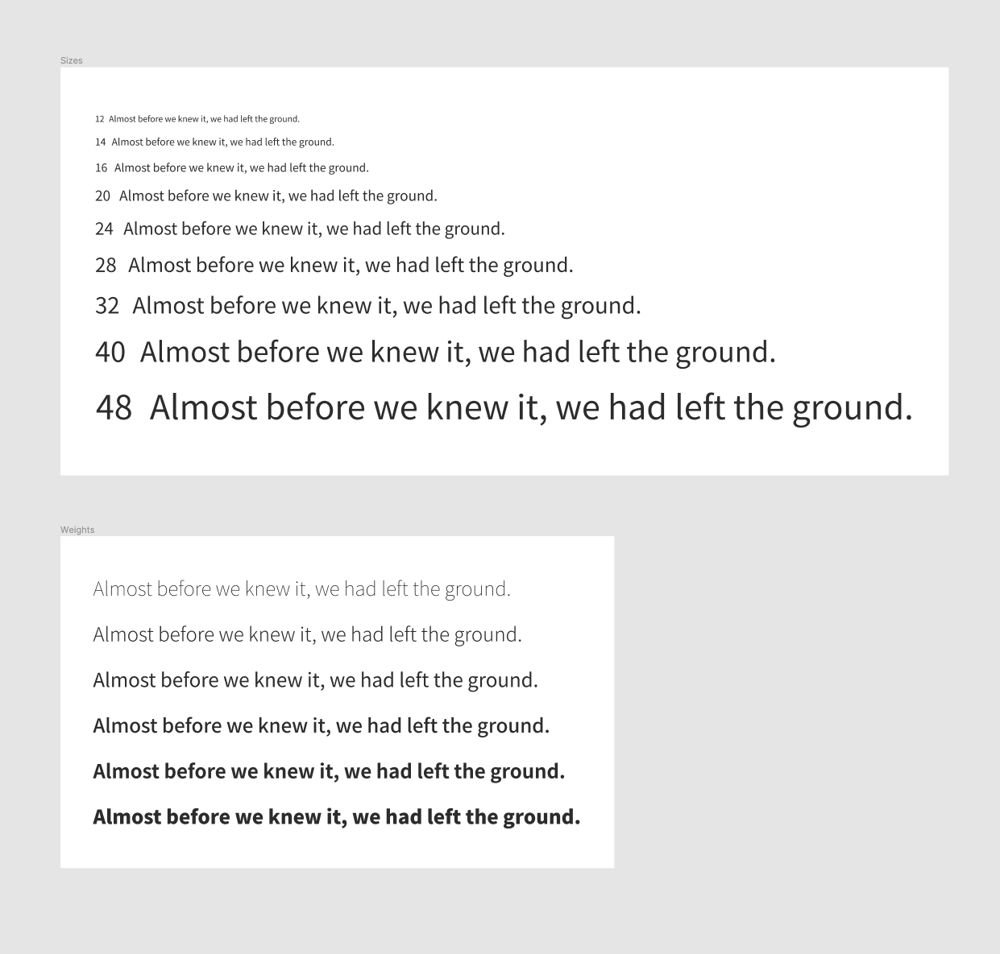 Sizes
12 Almost before we knew it, we had left the ground.
14 Almost before we knew it, we had left the ground.
16 Almost before we knew it, we had left the ground.
20 Almost before we knew it, we had left the ground.
24 Almost before we knew it, we had left the ground.
28 Almost before we knew it, we had left the ground.
32 Almost before we knew it, we had left the ground.
40 Almost before we knew it, we had left the ground.
48 Almost before we knew it, we had left the ground.
Weights
Almost before we knew it, we had left the ground.
Almost before we knew it, we had left the ground.
Almost before we knew it, we had left the ground.
Almost before we knew it, we had left the ground.
Almost before we knew it, we had left the ground.
Almost before we knew it, we had left the ground.